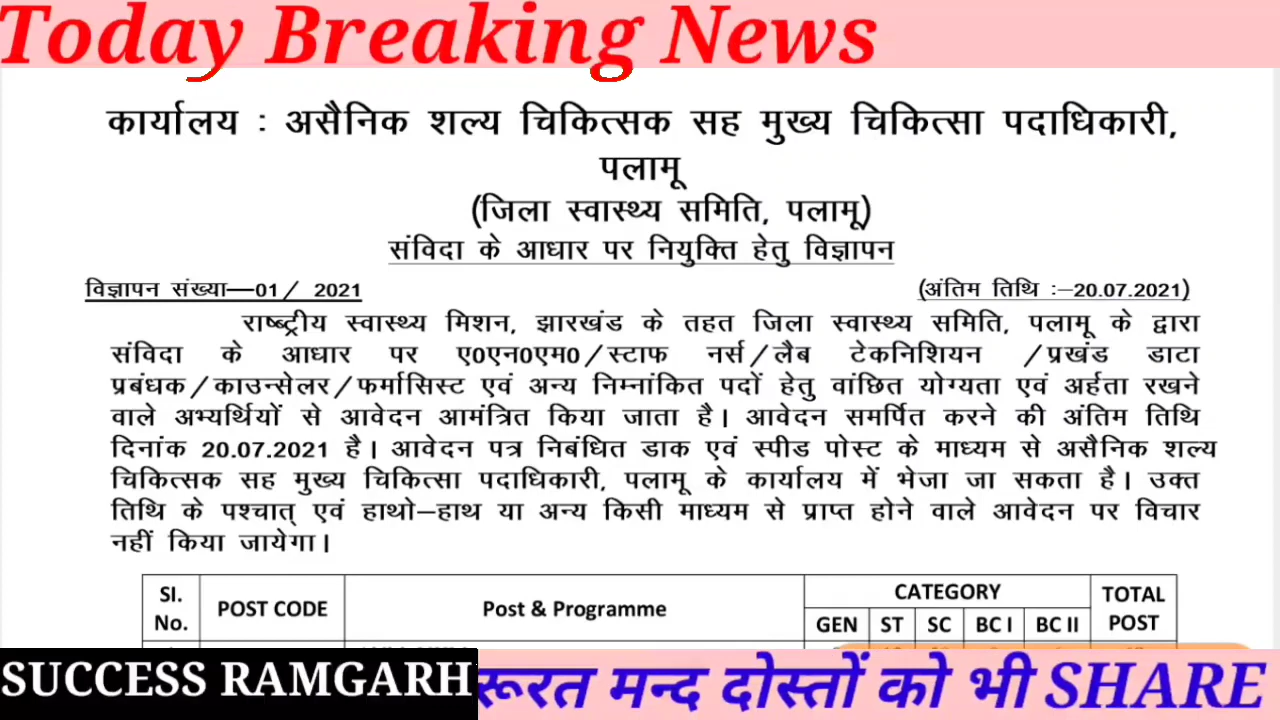 Today Breaking News
कार्यालय : असैनिक शल्य चिकित्सक सह मुख्य चिकित्सा पदाधिकारी,
पलामू
(जिला स्वास्थ्य समिति, पलामू)
संविदा के आधार पर नियुक्ति हेतु विज्ञापन
विज्ञापन संख्या—01/ 2021 (अंतिम तिथि :–20.07.2021)
राष्ट्रीय स्वास्थ्य मिशन, झारखंड के तहत जिला स्वास्थ्य समिति, पलामू के द्वारा
संविदा के आधार पर ए0एन0एम0/स्टाफ नर्स/लैब टेकनिशियन /प्रखंड डाटा
प्रबंधक/काउन्सेलर/फर्मासिस्ट एवं अन्य निम्नांकित पदों हेतु वांछित योग्यता एवं अर्हता रखने
वाले अभ्यर्थियों से आवेदन आमंत्रित किया जाता है। आवेदन समर्पित करने की अंतिम तिथि
दिनांक 20.07.2021 है। आवेदन पत्र निबंधित डाक एवं स्पीड पोस्ट के माध्यम से असैनिक शल्य
चिकित्सक सह मुख्य चिकित्सा पदाधिकारी, पलामू के कार्यालय में भेजा जा सकता है। उक्त
तिथि के पश्चात् एवं हाथो–हाथ या अन्य किसी माध्यम से प्राप्त होने वाले आवेदन पर विचार
नहीं किया जायेगा।
SI. No. POST CODE Post & Programme CATEGORY TOTAL POST
GEN ST SC BC I BC II
SUCCESS RAMGARH रूरत मन्द दोस्तों को भी SHARE